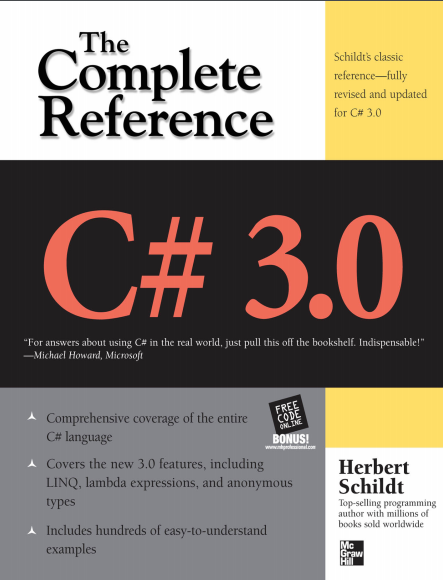 The
Complete
Reference
Schildt's classic
reference—fully
revised and updated
for C# 3.0
C# 3.0
“For answers about using C# in the real world, just pull this off the bookshelf. Indispensable!”
—Michael Howard, Microsoft
Comprehensive coverage of the entire
C# language
Covers the new 3.0 features, including
LINQ, lambda expressions, and anonymous
types
Includes hundreds of easy-to-understand
examples
FREE
CODE
ONLINE
BONUS!
www.mhprofessional.com
Herbert
Schildt
Top-selling programming
author with millions of
books sold worldwide
Mc
Graw
Hill